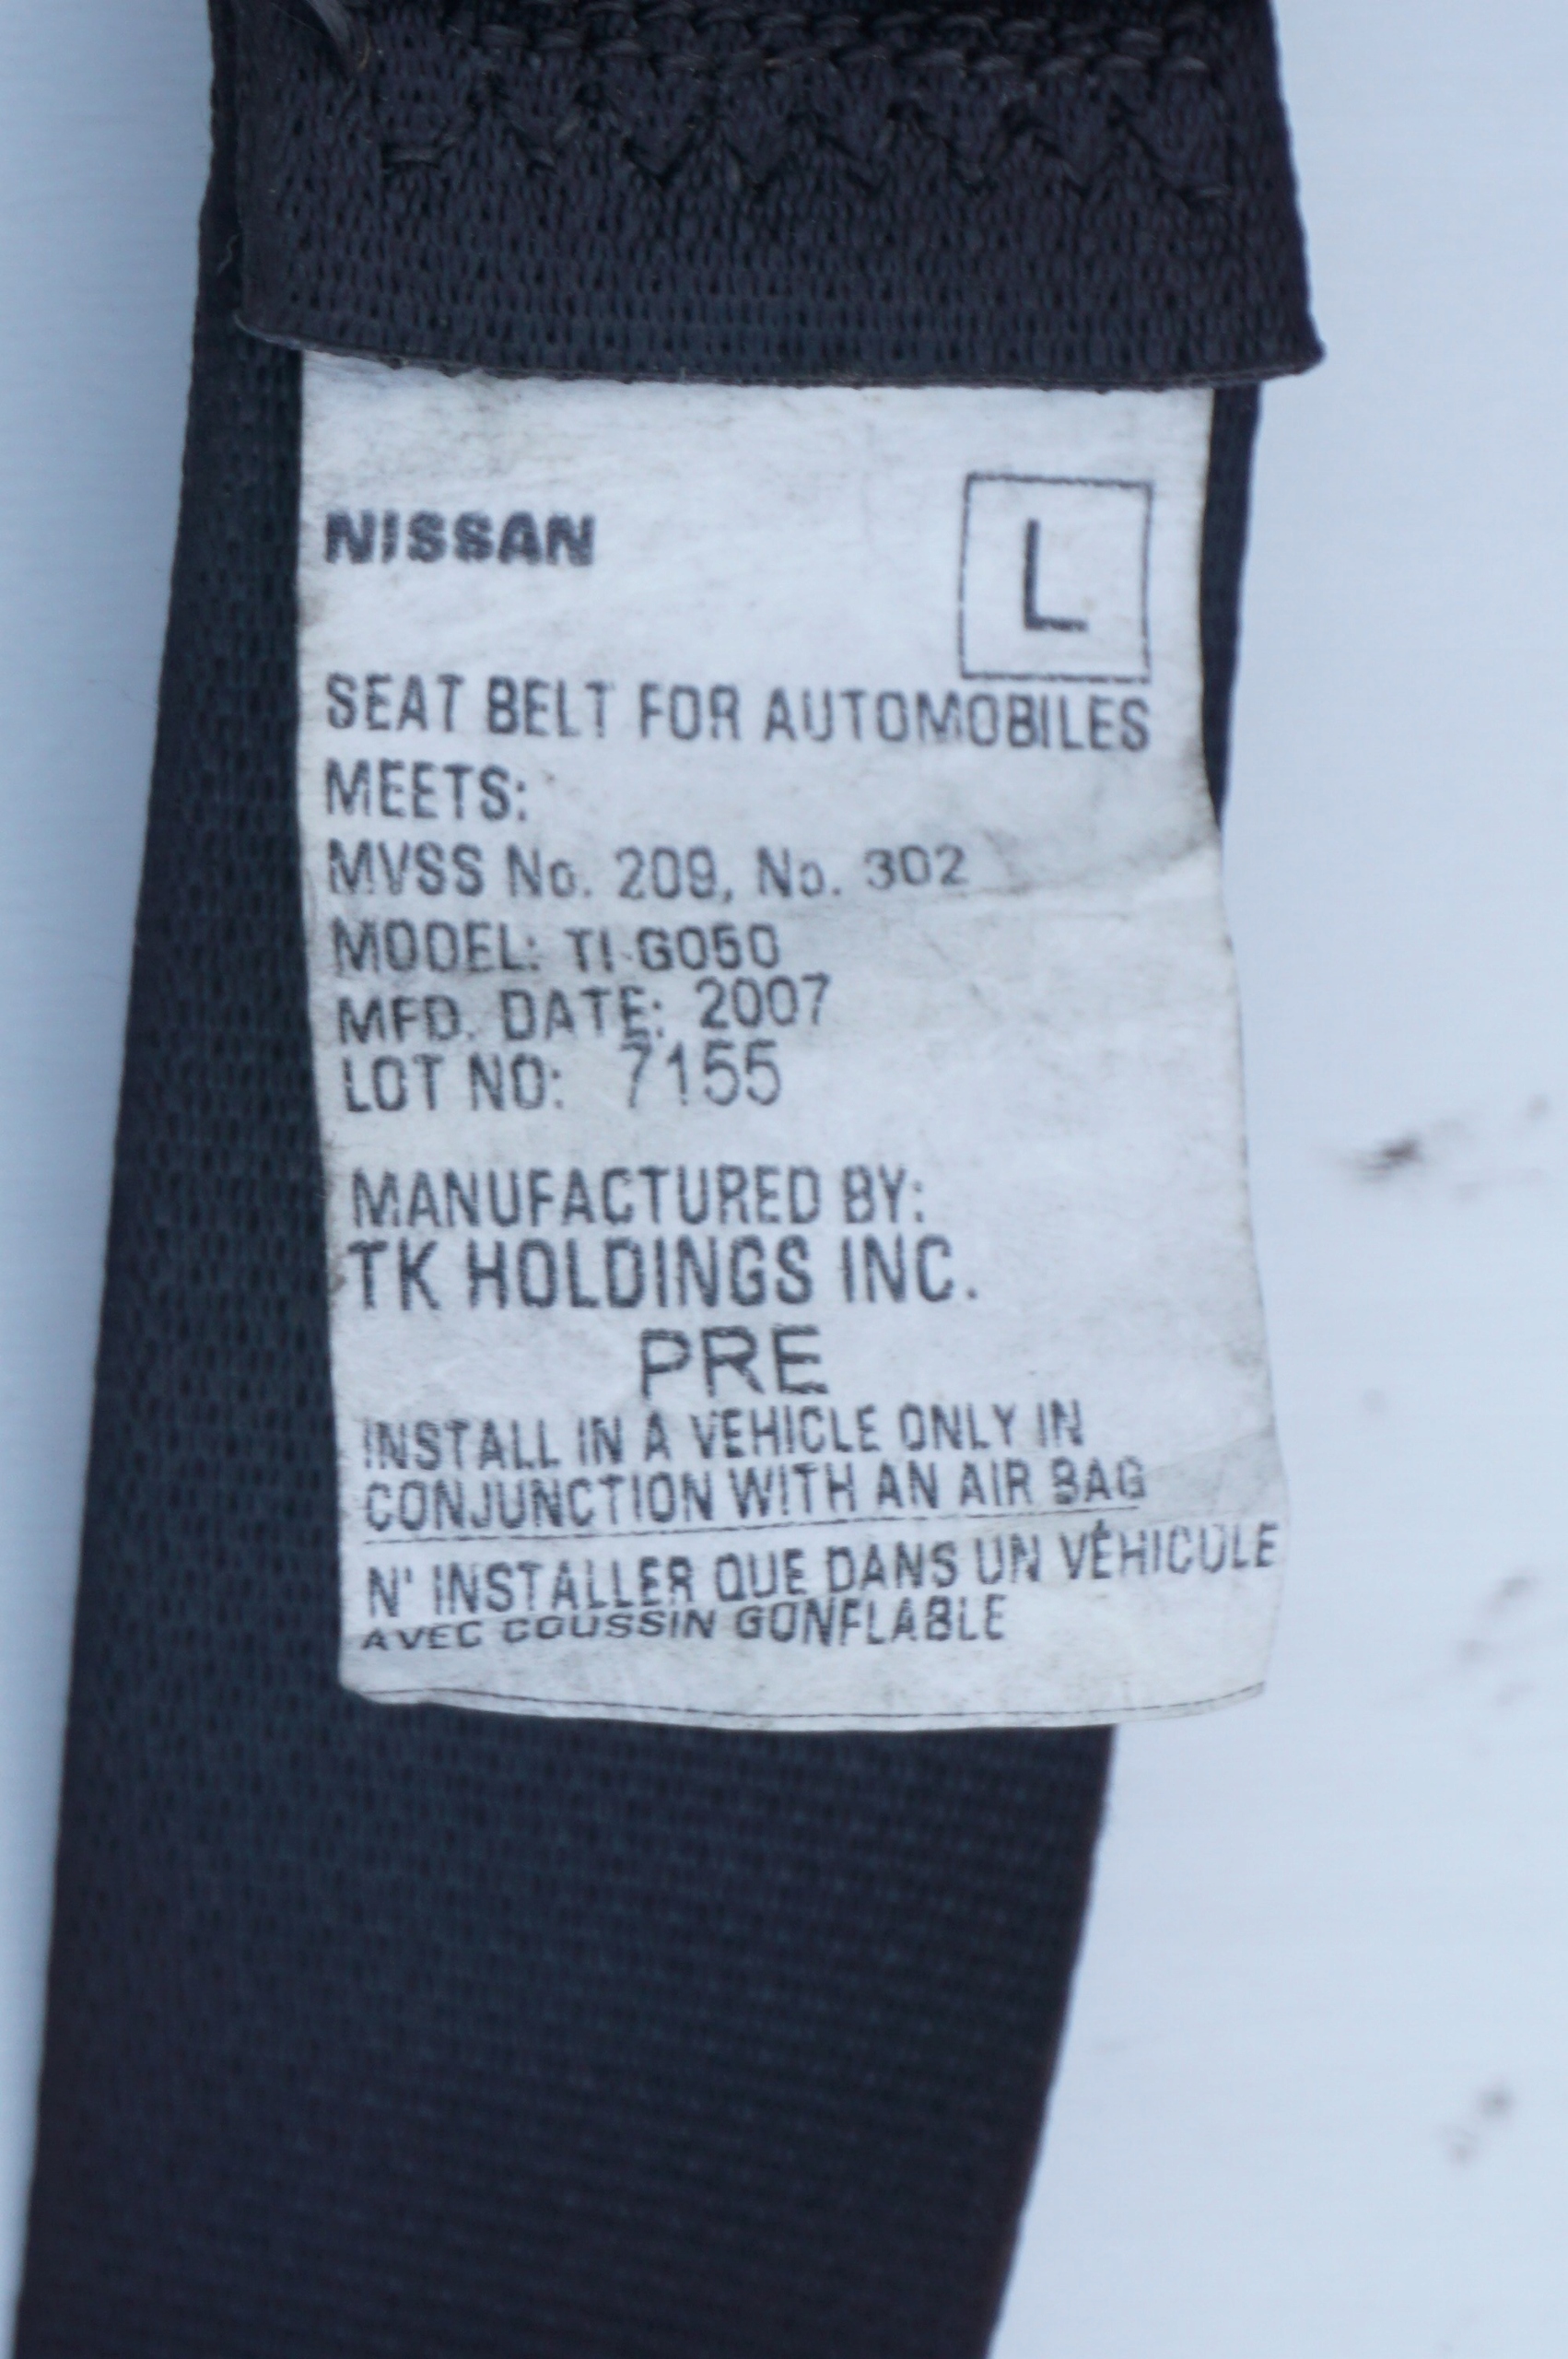 NISSAN
L
SEAT BELT FOR AUTOMOBILES
MEETS:
MVSS No. 209, No. 302
MODEL: TI-G050
MFD. DATE: 2007
LOT NO: 7155
MANUFACTURED BY:
TK HOLDINGS INC.
PRE
INSTALL IN A VEHICLE ONLY IN
CONJUNCTION WITH AN AIR BAG
N' INSTALLER QUE DANS UN VÉHICULE
AVEC COUSSIN GONFLABLE